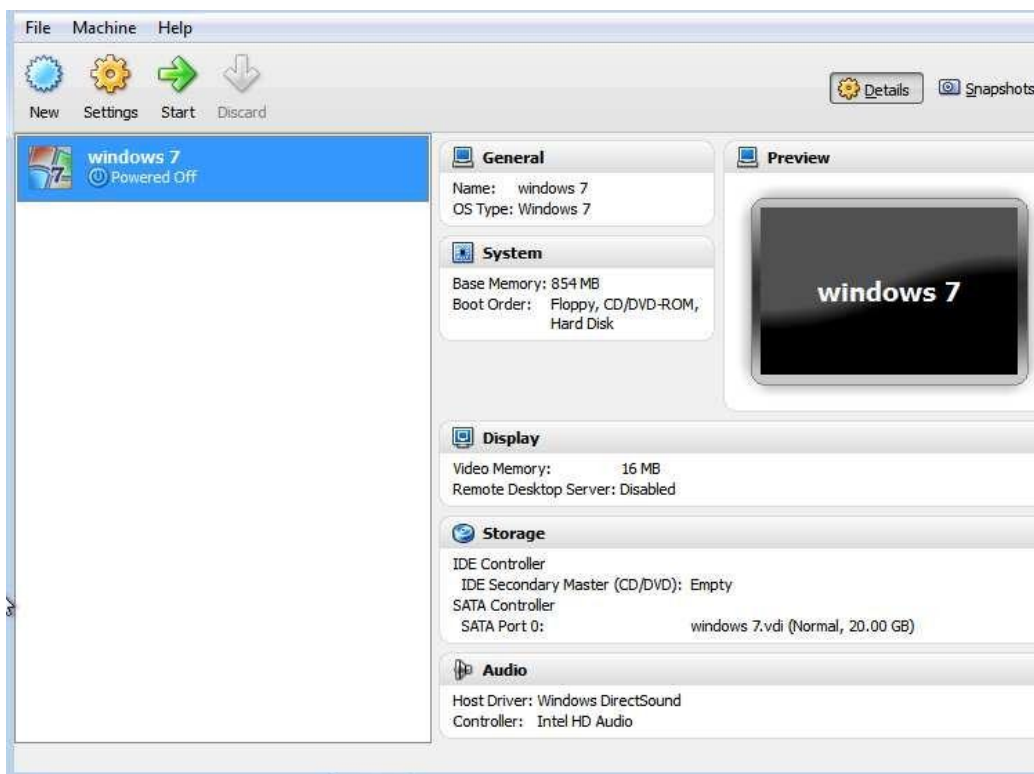 File Machine Help
New Settings Start Discard
Details Snapshots
windows 7
Powered Off
7
General
Name: windows 7
OS Type: Windows 7
System
Base Memory: 854 MB
Boot Order: Floppy, CD/DVD-ROM,
Hard Disk
Preview
windows 7
Display
Video Memory: 16 MB
Remote Desktop Server: Disabled
Storage
IDE Controller
IDE Secondary Master (CD/DVD): Empty
SATA Controller
SATA Port 0: windows 7.vdi (Normal, 20.00 GB)
Audio
Host Driver: Windows DirectSound
Controller: Intel HD Audio